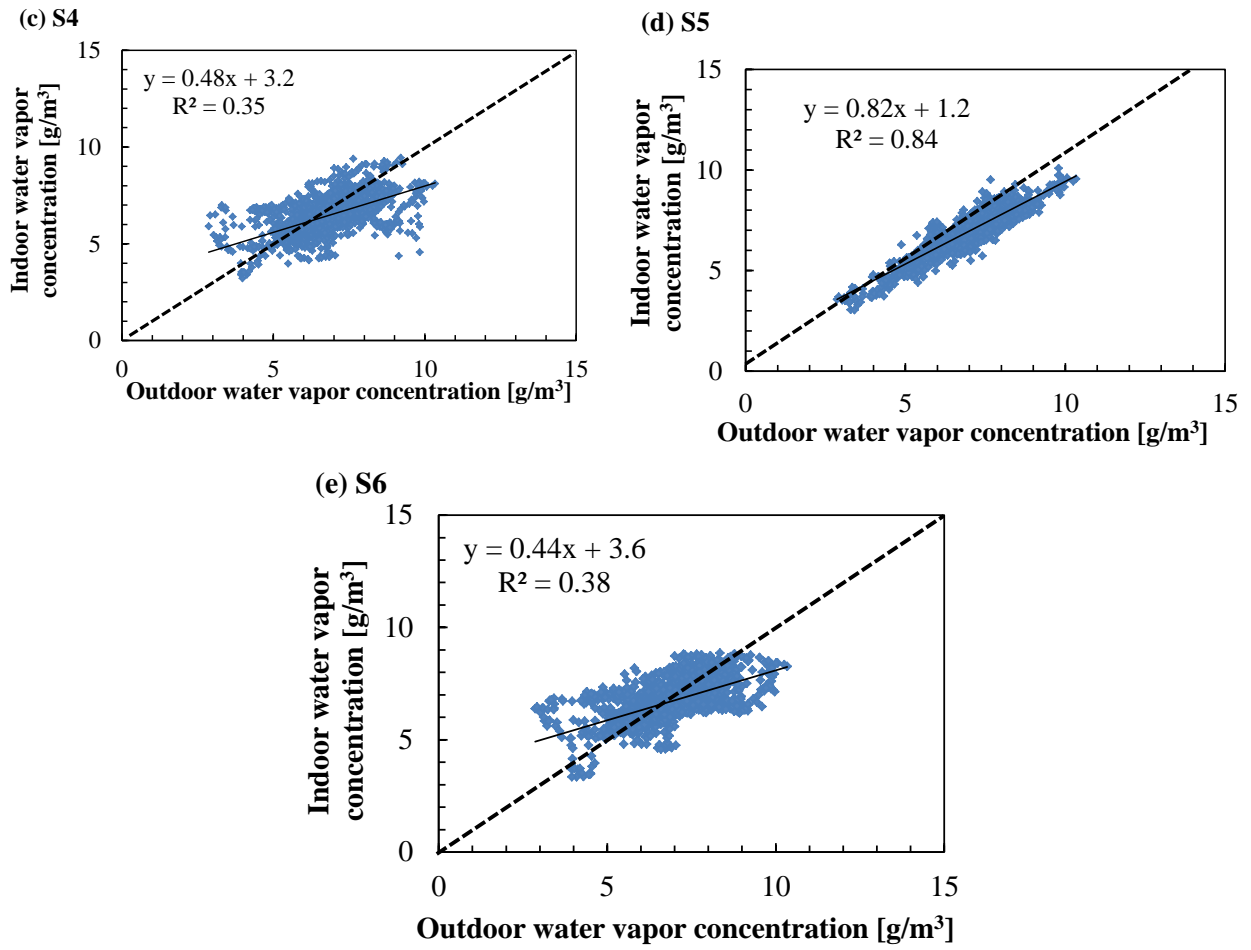 (c) S4
15
10
5
0
y = 0.48x + 3.2
R² = 0.35
Indoor water vapor
concentration [g/m³]
0 5 10 15
Outdoor water vapor concentration [g/m³]
(d) S5
15
10
5
0
y = 0.82x + 1.2
R² = 0.84
Indoor water vapor
concentration [g/m³]
0 5 10 15
Outdoor water vapor concentration [g/m³]
(e) S6
15
10
5
0
y = 0.44x + 3.6
R² = 0.38
Indoor water vapor
concentration [g/m³]
0 5 10 15
Outdoor water vapor concentration [g/m³]